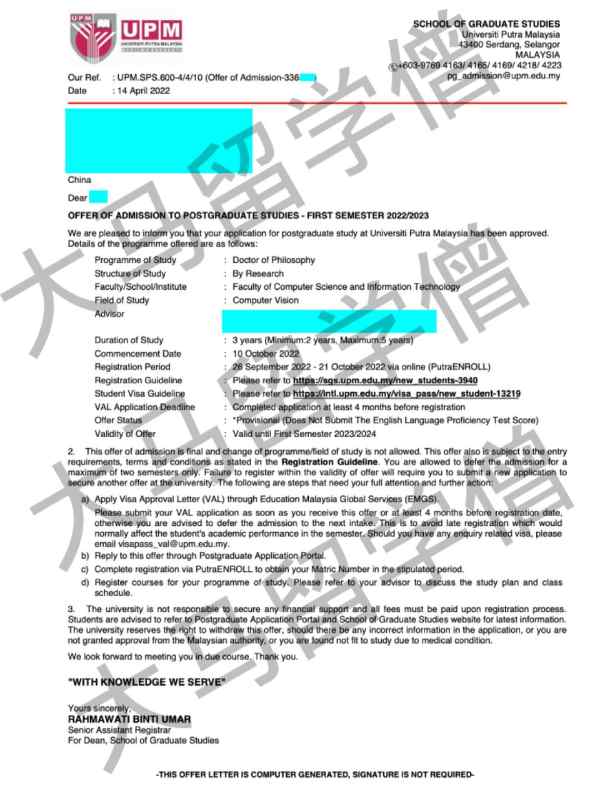 UPM
UPM
UNIVERSITI PUTRA MALAYSIA
SCHOOL OF GRADUATE STUDIES
Universiti Putra Malaysia
43400 Serdang, Selangor
MALAYSIA
+603-9769 4163/ 4165/ 4169/ 4218/ 4223
pg_admission@upm.edu.my
Our Ref. : UPM.SPS.600-4/4/10 (Offer of Admission-336 )
Date : 14 April 2022
China
Dear
OFFER OF ADMISSION TO POSTGRADUATE STUDIES - FIRST SEMESTER 2022/2023
We are pleased to inform you that your application for postgraduate study at Universiti Putra Malaysia has been approved.
Details of the programme offered are as follows:
Programme of Study : Doctor of Philosophy
Structure of Study : By Research
Faculty/School/Institute : Faculty of Computer Science and Information Technology
Field of Study : Computer Vision
Advisor
Duration of Study : 3 years (Minimum:2 years, Maximum:5 years)
Commencement Date : 10 October 2022
Registration Period : 26 September 2022 - 21 October 2022 via online (PutraENROLL)
Registration Guideline : Please refer to https://sgs.upm.edu.my/new_students-3940
Student Visa Guideline : Please refer to https://intl.upm.edu.my/visa_pass/new_student-13219
VAL Application Deadline : Completed application at least 4 months before registration
Offer Status : *Provisional (Does Not Submit The English Language Proficiency Test Score)
Validity of Offer : Valid until First Semester 2023/2024
2. This offer of admission is final and change of programme/field of study is not allowed. This offer also is subject to the entry
requirements, terms and conditions as stated in the Registration Guideline. You are allowed to defer the admission for a
maximum of two semesters only. Failure to register within the validity of offer will require you to submit a new application to
secure another offer at the university. The following are steps that need your full attention and further action:
a) Apply Visa Approval Letter (VAL) through Education Malaysia Global Services (EMGS).
Please submit your VAL application as soon as you receive this offer or at least 4 months before registration date,
otherwise you are advised to defer the admission to the next intake. This is to avoid late registration which would
normally affect the student's academic performance in the semester. Should you have any enquiry related visa, please
email visapass_val@upm.edu.my.
b) Reply to this offer through Postgraduate Application Portal.
c) Complete registration via PutraENROLL to obtain your Matric Number in the stipulated period.
d) Register courses for your programme of study. Please refer to your advisor to discuss the study plan and class
schedule.
3. The university is not responsible to secure any financial support and all fees must be paid upon registration process.
Students are advised to refer to Postgraduate Application Portal and School of Graduate Studies website for latest information.
The university reserves the right to withdraw this offer, should there be any incorrect information in the application, or you are
not granted approval from the Malaysian authority, or you are found not fit to study due to medical condition.
We look forward to meeting you in due course. Thank you.
"WITH KNOWLEDGE WE SERVE"
Yours sincerely,
RAHMAWATI BINTI UMAR
Senior Assistant Registrar
For Dean, School of Graduate Studies
-THIS OFFER LETTER IS COMPUTER GENERATED, SIGNATURE IS NOT REQUIRED-
大马留学僧
大马留学僧
大马留学僧